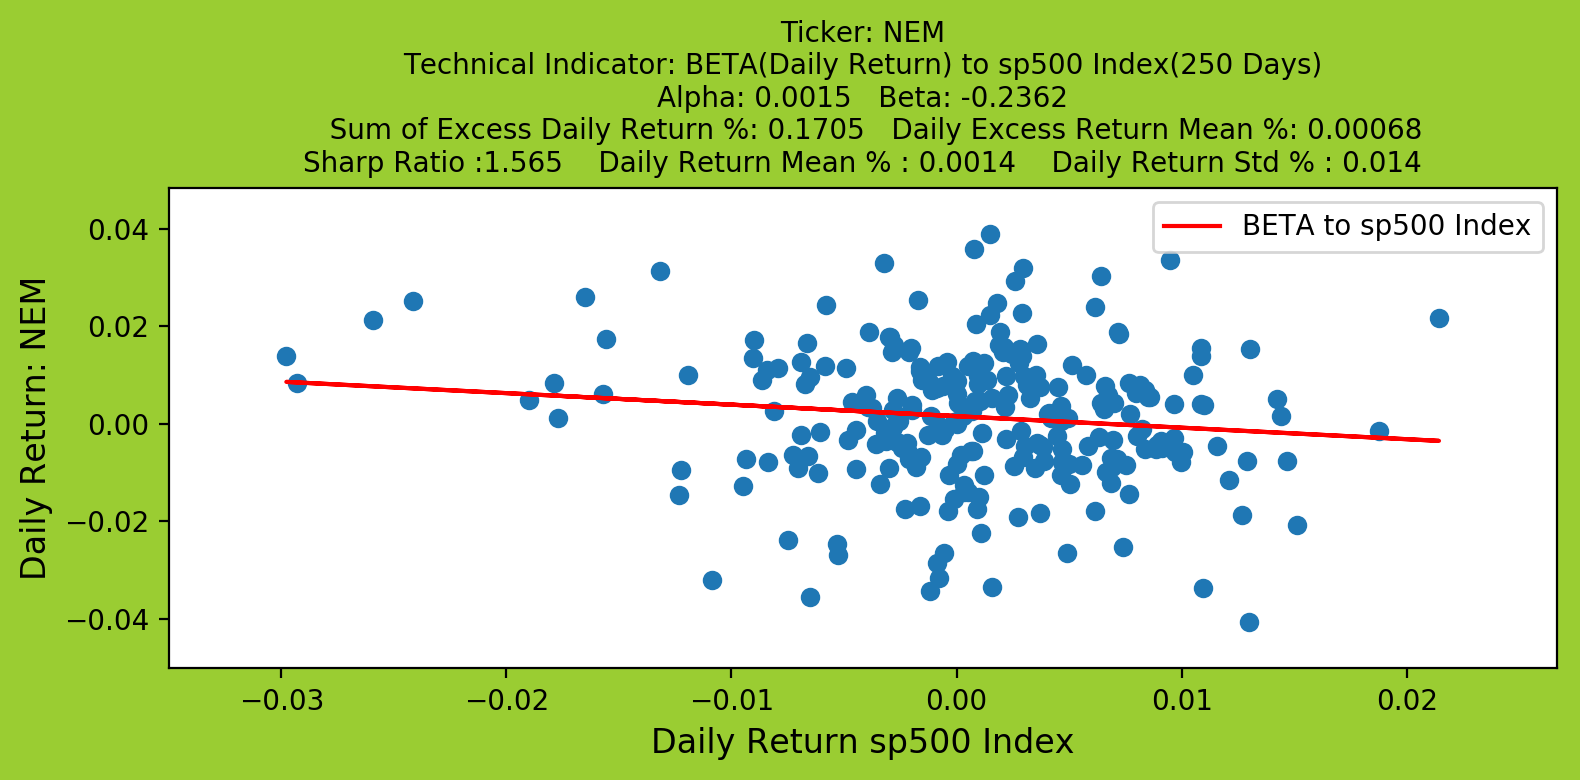 Ticker: NEM
Technical Indicator: BETA(Daily Return) to sp500 Index(250 Days)
Alpha: 0.0015   Beta: -0.2362
Sum of Excess Daily Return %: 0.1705   Daily Excess Return Mean %: 0.00068
Sharp Ratio :1.565    Daily Return Mean % : 0.0014    Daily Return Std % : 0.014
BETA to sp500 Index
Daily Return: NEM
0.04
0.02
0.00
−0.02
−0.04
−0.03
−0.02
−0.01
0.00
0.01
0.02
Daily Return sp500 Index